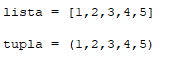 lista = [1,2,3,4,5]
tupla = (1,2,3,4,5)